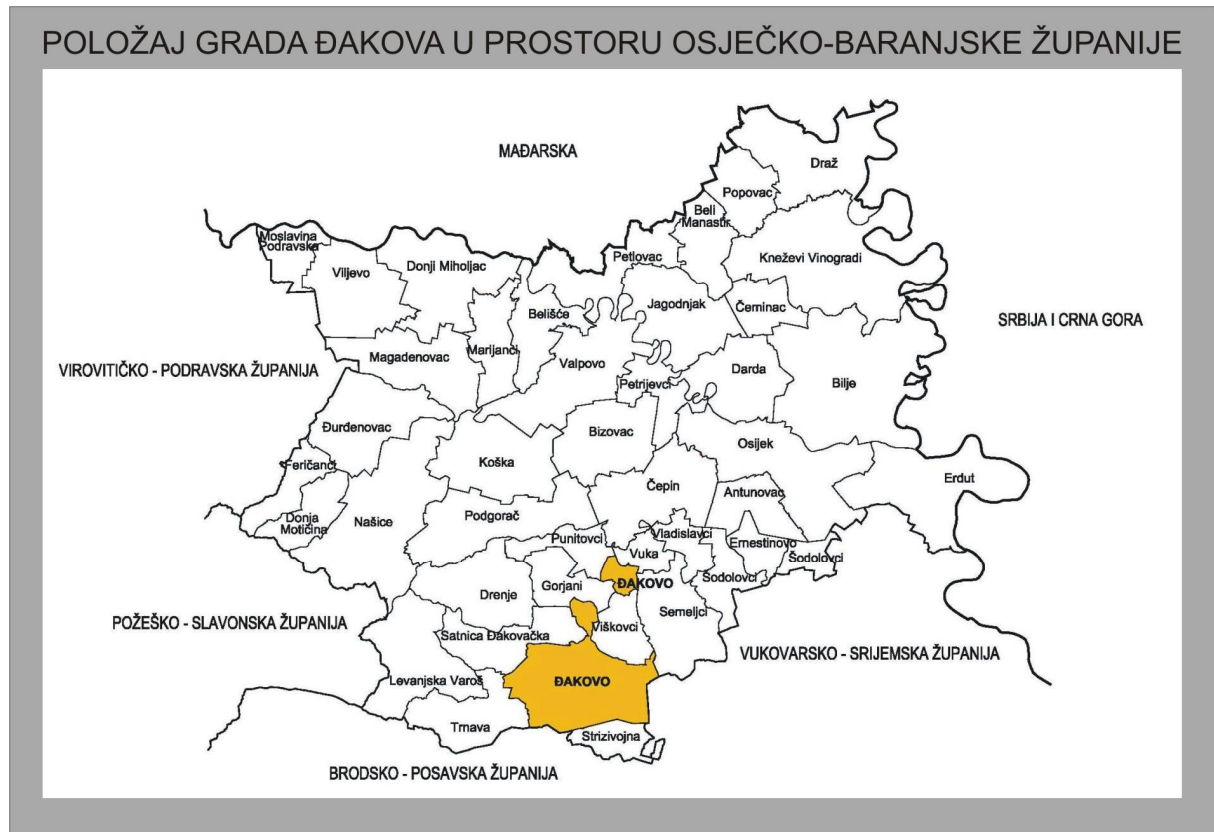 POLOŽAJ GRADA ĐAKOVA U PROSTORU OSJEČKO-BARANJSKE ŽUPANIJE
MAĐARSKA
Draž
Popovac
Beli
Manastir
Moslavina
Podravska
Viljevo
Donji Miholjac
Petlovac
Kneževi Vinogradi
Belišće
Jagodnjak
Čeminac
SRBIJA I CRNA GORA
VIROVITIČKO - PODRAVSKA ŽUPANIJA
Magadenovac
Marijanci
Valpovo
Petrijevci
Darda
Bilje
Đurđenovac
Bizovac
Osijek
Koška
Feričanci
Čepin
Antunovac
Erdut
Donja
Motičina
Našice
Podgorač
Punitovci
Vladislavci
Vuka
Ernestinovo
Šodolovci
Drenje
Gorjani
ĐAKOVO
Šodolovci
Semeljci
POŽEŠKO - SLAVONSKA ŽUPANIJA
Satnica Đakovačka
Viškovci
VUKOVARSKO - SRIJEMSKA ŽUPANIJA
Levanjska Varoš
ĐAKOVO
Trnava
Strizivojna
BRODSKO - POSAVSKA ŽUPANIJA